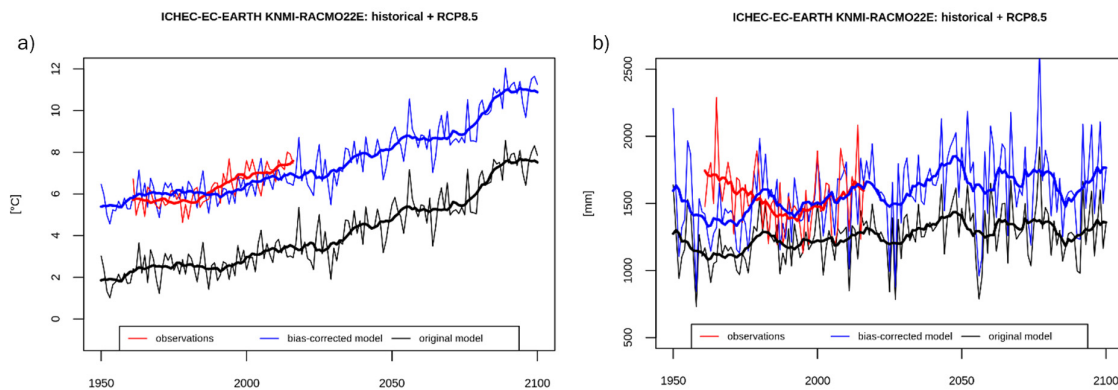 ICHEC-EC-EARTH KNMI-RACMO22E: historical + RCP8.5
a)
[°C]
12
10
8
6
4
2
0
observations bias-corrected model original model
1950 2000 2050 2100
ICHEC-EC-EARTH KNMI-RACMO22E: historical + RCP8.5
b)
[mm]
2500
2000
1500
1000
500
observations bias-corrected model original model
1950 2000 2050 2100